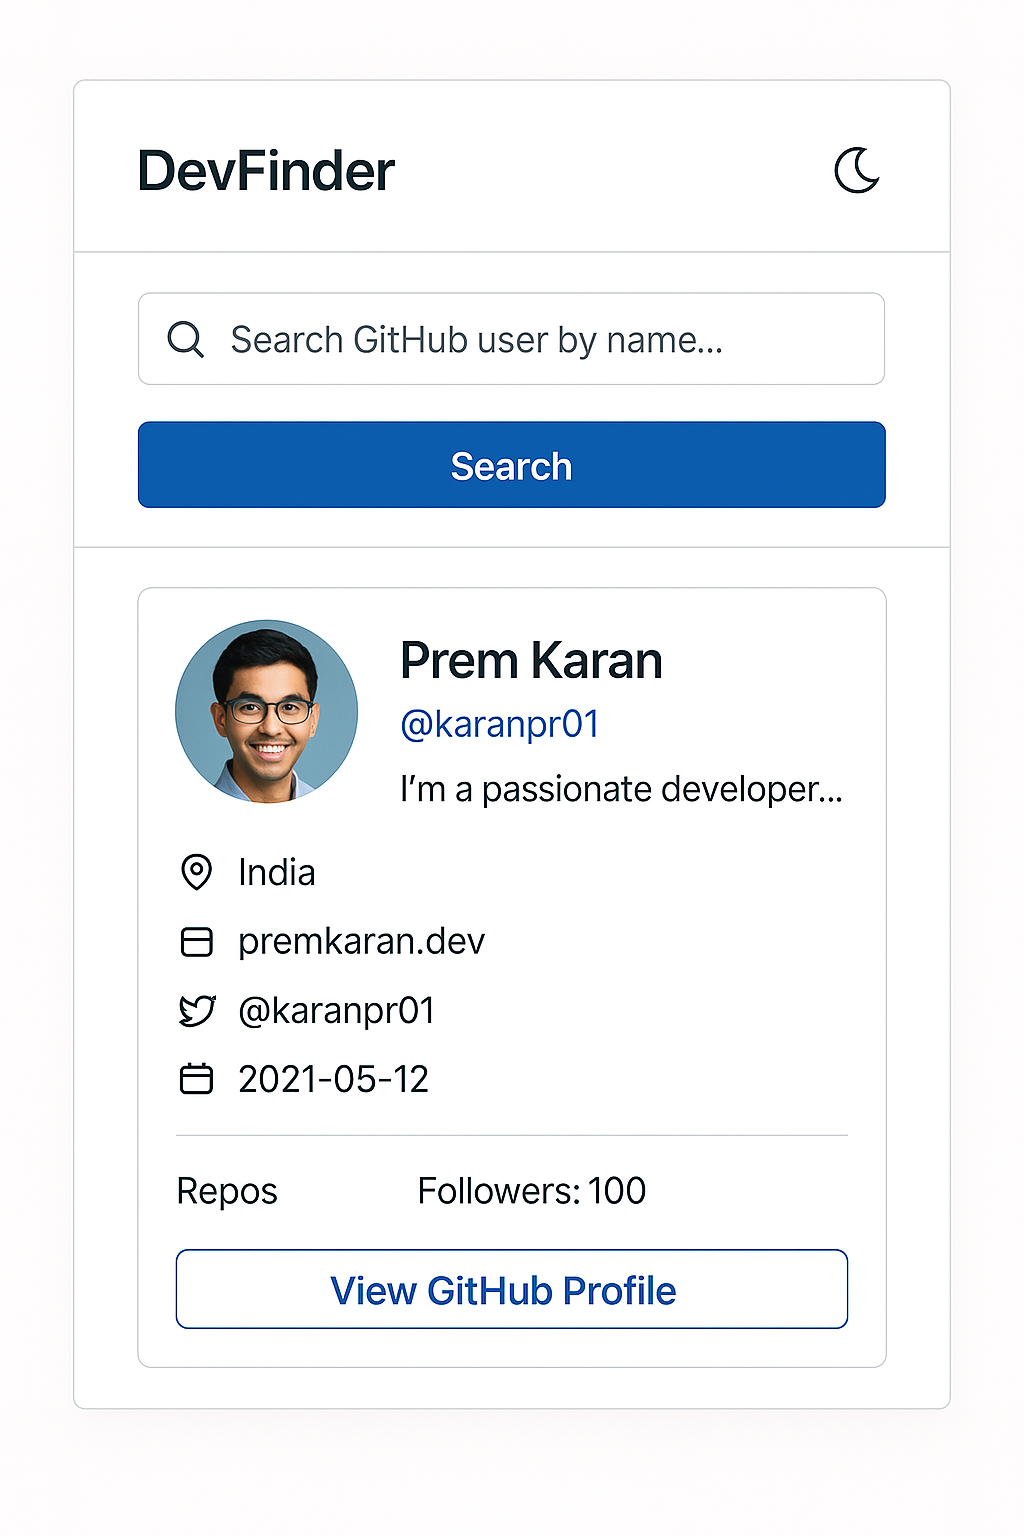 DevFinder
Search GitHub user by name...
Search
Prem Karan
@karanpr01
I’m a passionate developer...
India
premkaran.dev
@karanpr01
2021-05-12
Repos Followers: 100
View GitHub Profile